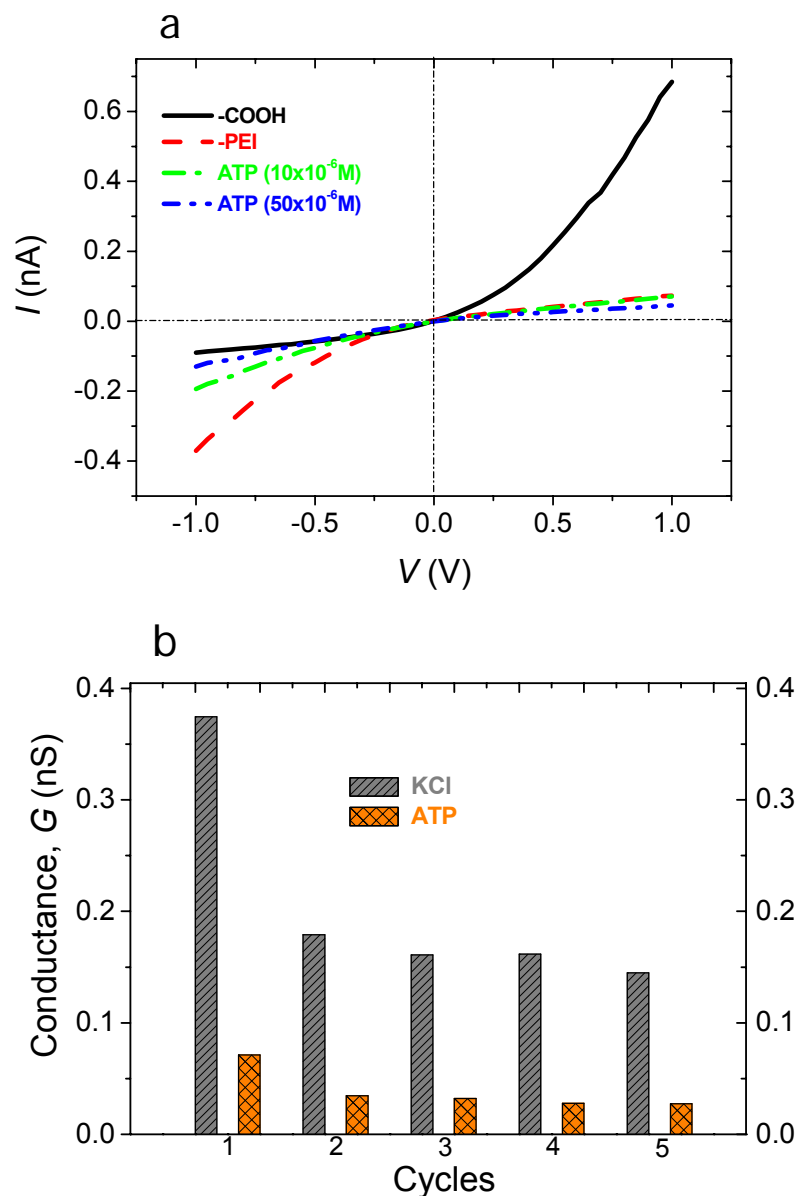 a
0.6
0.4
0.2
0.0
-0.2
-0.4
I (nA)
-COOH
-PEI
ATP (10x10⁻⁶M)
ATP (50x10⁻⁶M)
-1.0 -0.5 0.0 0.5 1.0
V (V)
b
0.4 0.4
0.3 0.3
0.2 0.2
0.1 0.1
0.0 0.0
Conductance, G (nS)
KCl
ATP
1 2 3 4 5
Cycles